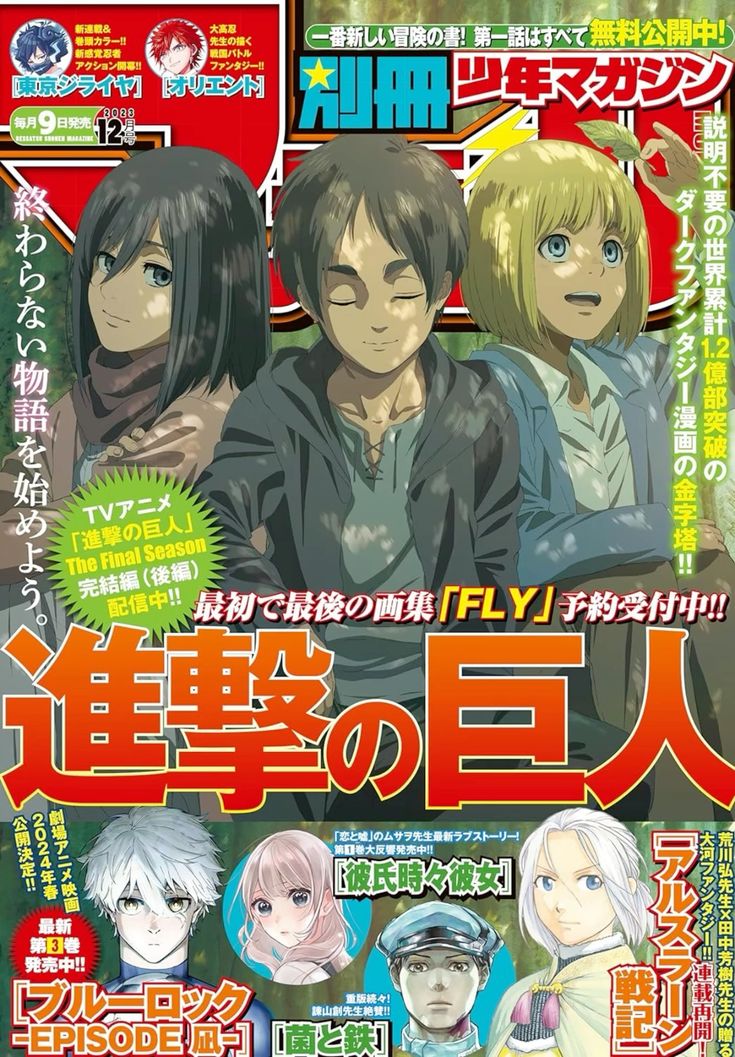 一番新しい冒険の書! 第一話はすべて無料公開中!
新連載&
巻頭カラー!!
新感覚忍者
アクション開幕!!
[東京ジライヤ]
大高忍
先生の描く
戦国バトル
ファンタジー!!
[オリエント]
別冊少年マガジン
毎月9日発売
BESSATSU SHONEN MAGAZINE
2023
12月号
説明不要の世界累計1.2億部突破の
ダークファンタジー漫画の金字塔!!
終わらない物語を始めよう。
TVアニメ
「進撃の巨人」
The Final Season
完結編(後編)
配信中!!
最初で最後の画集「FLY」予約受付中!!
進撃の巨人
劇場アニメ映画
2024年春
公開決定!!
最新
第3巻
発売中!!
[ブルーロック
-EPISODE 凪-]
「恋と嘘」のムサヲ先生最新ラブストーリー!
第1巻大反響発売中!!
[彼氏時々彼女]
重版続々!
諫山創先生絶賛!!
[菌と鉄]
荒川弘先生×田中芳樹先生の贈る
大河ファンタジー!!連載再開
[アルスラーン
戦記]